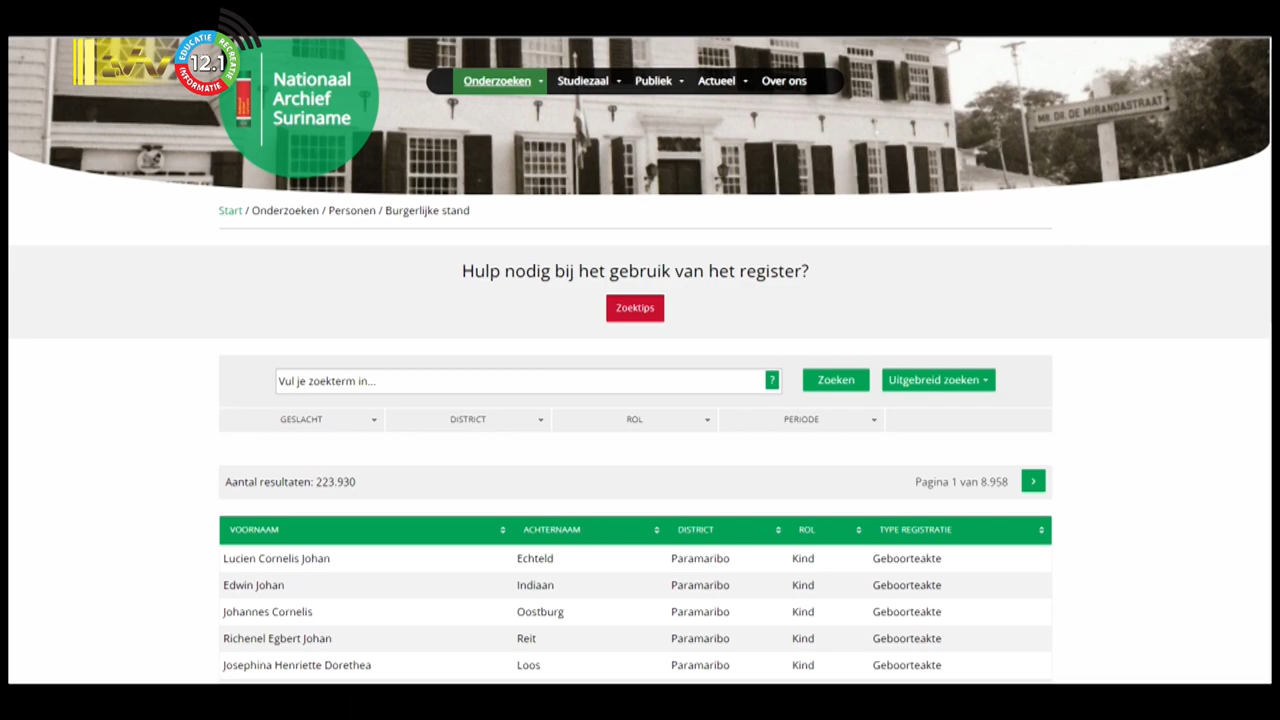 EDUCATIE
RECREATIE
INFORMATIE
12.1
Nationaal
Archief
Suriname
Onderzoeken
Studiezaal
Publiek
Actueel
Over ons
MR. DR. DE MIRANDASTRAAT
Start / Onderzoeken / Personen / Burgerlijke stand
Hulp nodig bij het gebruik van het register?
Zoektips
Vul je zoekterm in...
?
Zoeken
Uitgebreid zoeken
GESLACHT
DISTRICT
ROL
PERIODE
Aantal resultaten: 223.930
Pagina 1 van 8.958
VOORNAAM ACHTERNAAM DISTRICT ROL TYPE REGISTRATIE
Lucien Cornelis Johan Echteld Paramaribo Kind Geboorteakte
Edwin Johan Indiaan Paramaribo Kind Geboorteakte
Johannes Cornelis Oostburg Paramaribo Kind Geboorteakte
Richenel Egbert Johan Reit Paramaribo Kind Geboorteakte
Josephina Henriette Dorethea Loos Paramaribo Kind Geboorteakte